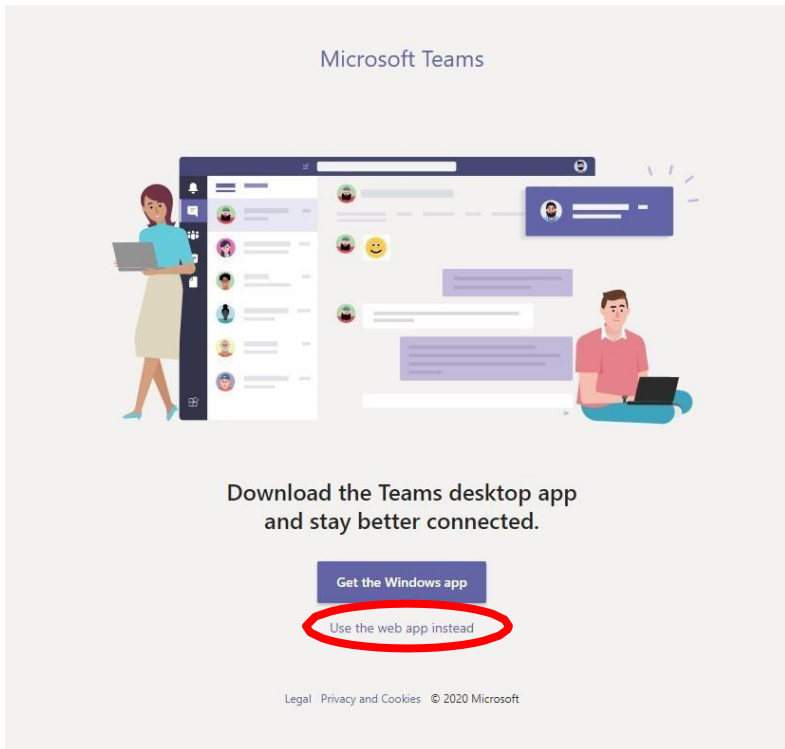 Microsoft Teams
Download the Teams desktop app
and stay better connected.
Get the Windows app
Use the web app instead
Legal Privacy and Cookies © 2020 Microsoft